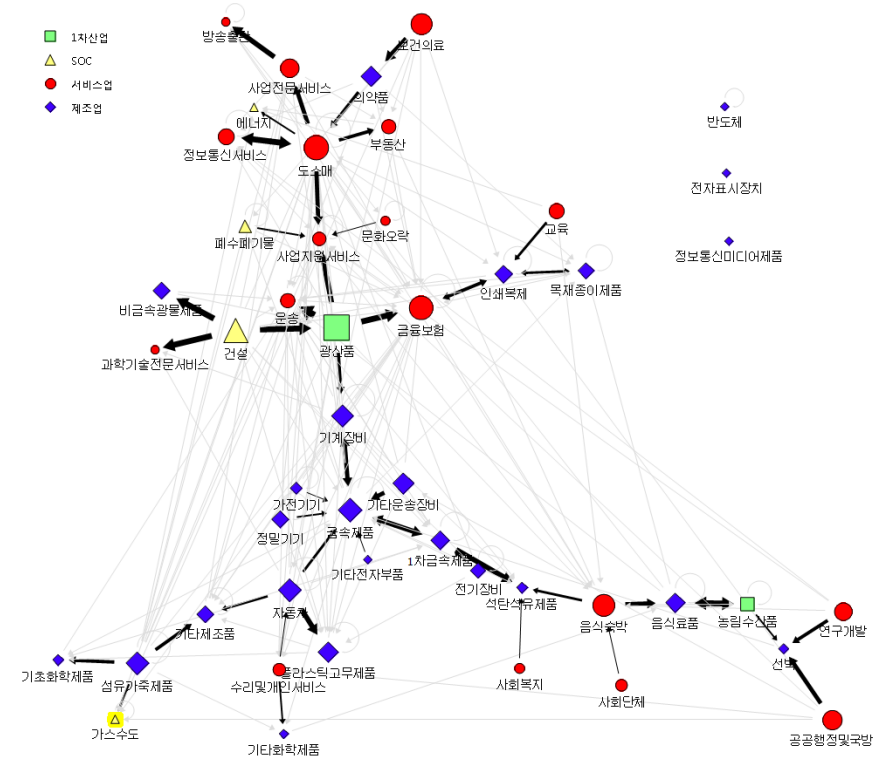 1차산업
SOC
서비스업
제조업
방송출판
보건의료
사업전문서비스
의약품
에너지
반도체
부동산
정보통신서비스
도소매
전자표시장치
교육
폐수폐기물
문화오락
사업지원서비스
정보통신미디어제품
인쇄복제
목재종이제품
비금속광물제품
운송
금융보험
건설
광산품
과학기술전문서비스
기계장비
가전기기
기타운송장비
금속제품
정밀기기
1차금속제품
기타전자부품
전기장비
석탄석유제품
자동차
음식숙박
음식료품
농림수산품
연구개발
기타제조품
선박
플라스틱고무제품
기초화학제품
섬유가죽제품
수리및개인서비스
사회복지
사회단체
가스수도
공공행정및국방
기타화학제품